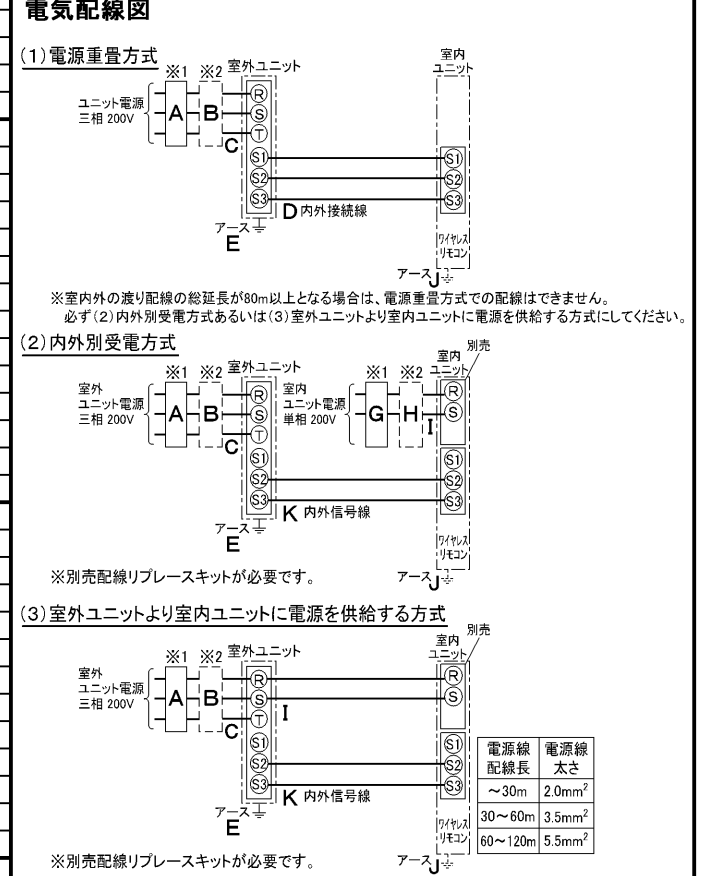 電気配線図
(1)電源重畳方式
※1 ※2 室外ユニット
室内
ユニット
ユニット電源
三相 200V
A B
C
R
S
T
S1
S2
S3
S1
S2
S3
D 内外接続線
アース
E
ワイヤレス
リモコン
アース J
※室内外の渡り配線の総延長が80m以上となる場合は、電源重畳方式での配線はできません。
必ず(2)内外別受電方式あるいは(3)室外ユニットより室内ユニットに電源を供給する方式にしてください。
(2)内外別受電方式
※1 ※2 室外ユニット
室外
ユニット電源
三相 200V
A B
C
R
S
T
S1
S2
S3
室内
ユニット電源
単相 200V
※1 ※2
G H
I
室内
ユニット
別売
R
S
S1
S2
S3
K 内外信号線
アース
E
ワイヤレス
リモコン
アース J
※別売配線リプレースキットが必要です。
(3)室外ユニットより室内ユニットに電源を供給する方式
※1 ※2 室外ユニット
室外
ユニット電源
三相 200V
A B
C
R
S
T
S1
S2
S3
I
室内
ユニット
別売
R
S
S1
S2
S3
K 内外信号線
アース
E
ワイヤレス
リモコン
アース J
※別売配線リプレースキットが必要です。
電源線配線長 電源線太さ
~30m 2.0mm²
30~60m 3.5mm²
60~120m 5.5mm²